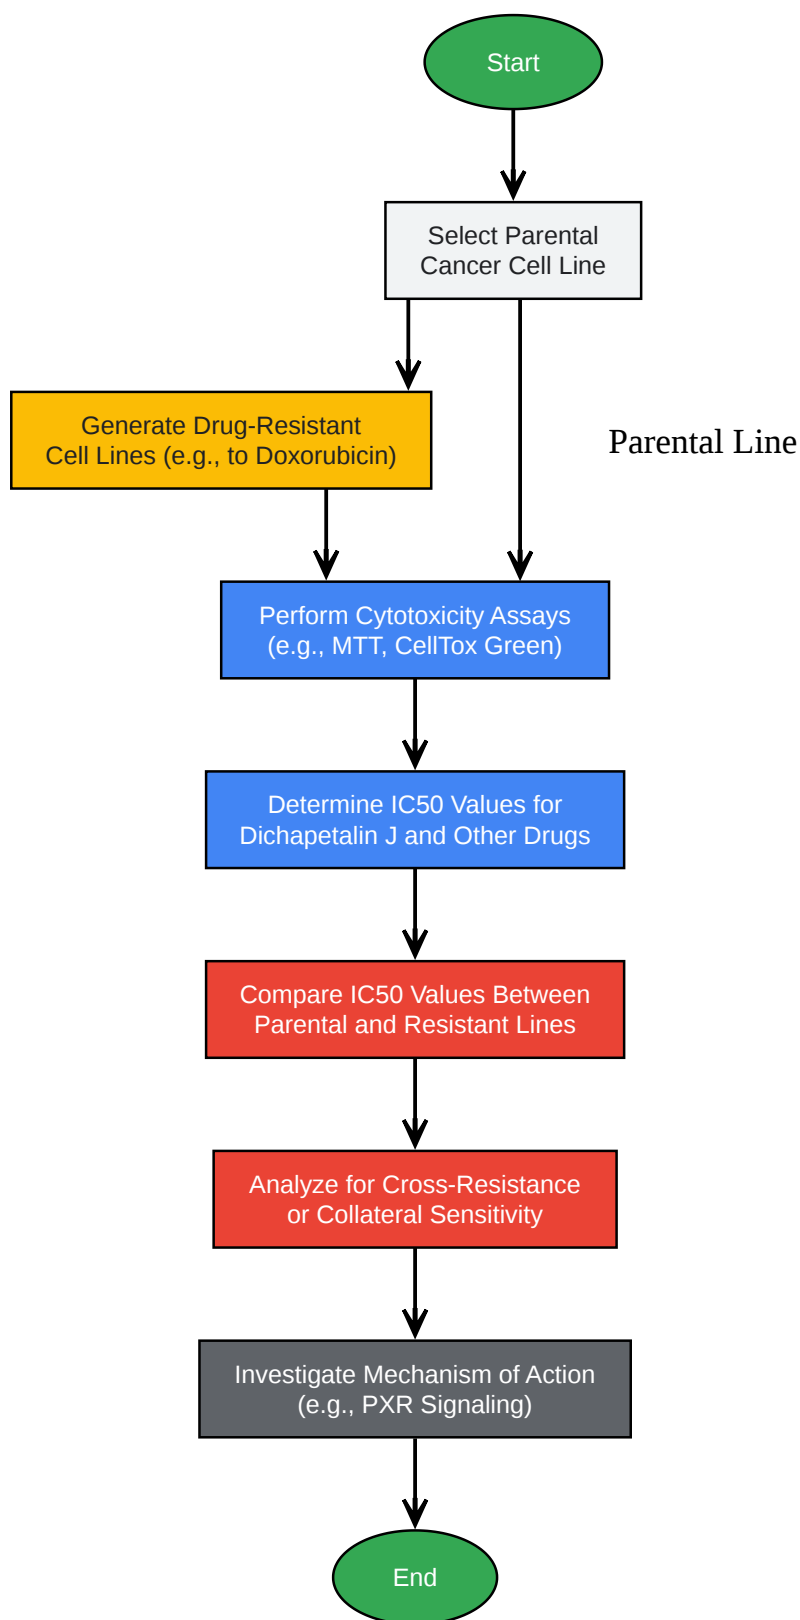 Start
Select Parental
Cancer Cell Line
Generate Drug-Resistant
Cell Lines (e.g., to Doxorubicin)
Parental Line
Perform Cytotoxicity Assays
(e.g., MTT, CellTox Green)
Determine IC50 Values for
Dichapetalin J and Other Drugs
Compare IC50 Values Between
Parental and Resistant Lines
Analyze for Cross-Resistance
or Collateral Sensitivity
Investigate Mechanism of Action
(e.g., PXR Signaling)
End